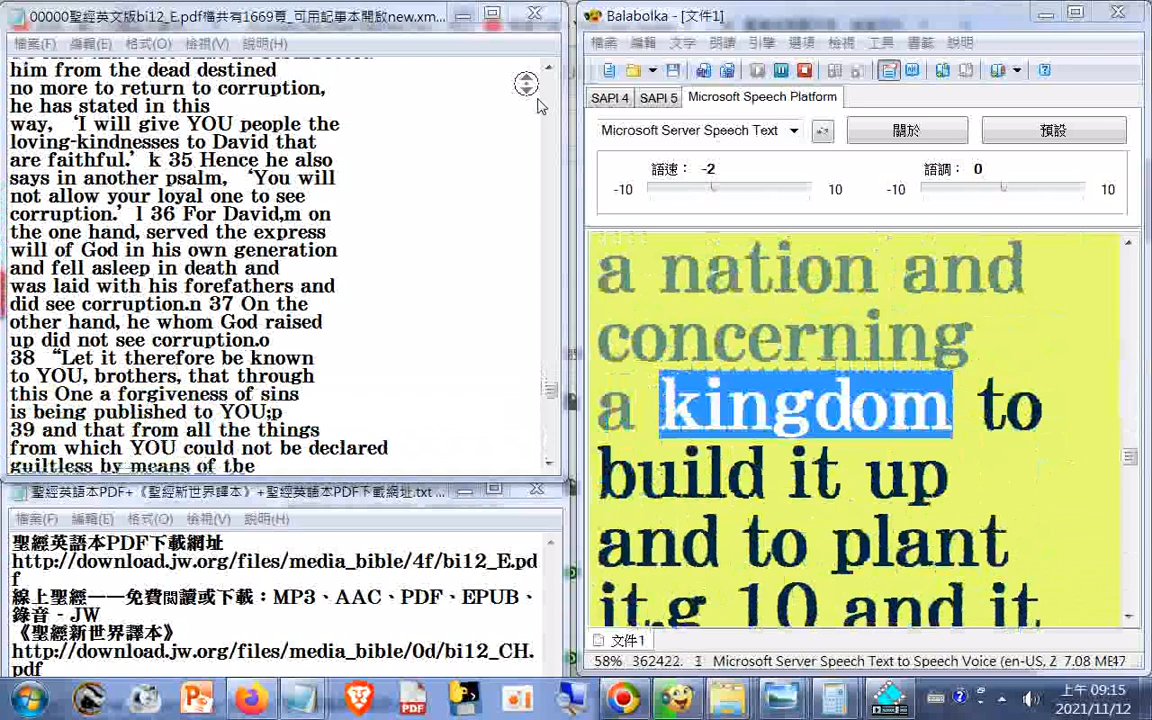 00000聖經英文版bi12_E.pdf檔共有1669頁_可用記事本開啟new.xm...
檔案(F) 編輯(E) 格式(O) 檢視(V) 說明(H)
him from the dead destined
no more to return to corruption,
he has stated in this
way, ‘I will give YOU people the
loving-kindnesses to David that
are faithful.’ k 35 Hence he also
says in another psalm, ‘You will
not allow your loyal one to see
corruption.’ l 36 For David,m on
the one hand, served the express
will of God in his own generation
and fell asleep in death and
was laid with his forefathers and
did see corruption.n 37 On the
other hand, he whom God raised
up did not see corruption.o
38 “Let it therefore be known
to YOU, brothers, that through
this One a forgiveness of sins
is being published to YOU;p
39 and that from all the things
from which YOU could not be declared
guiltless by means of the
聖經英語本PDF+《聖經新世界譯本》+聖經英語本PDF下載網址.txt ...
檔案(F) 編輯(E) 格式(O) 檢視(V) 說明(H)
聖經英語本PDF下載網址
http://download.jw.org/files/media_bible/4f/bi12_E.pd
f
線上聖經——免費閱讀或下載：MP3、AAC、PDF、EPUB、
錄音 - JW
《聖經新世界譯本》
http://download.jw.org/files/media_bible/0d/bi12_CH.
pdf
Balabolka - [文件1]
檔案 編輯 文字 朗讀 引擎 選項 檢視 工具 書籤 說明
SAPI 4 SAPI 5 Microsoft Speech Platform
Microsoft Server Speech Text 關於 預設
語速： -2 語調： 0
-10 10 -10 10
a nation and
concerning
a kingdom to
build it up
and to plant
it.g 10 and it
文件1
58% 362422. 1 Microsoft Server Speech Text to Speech Voice (en-US, Z 7.08 ME47
上午 09:15
2021/11/12